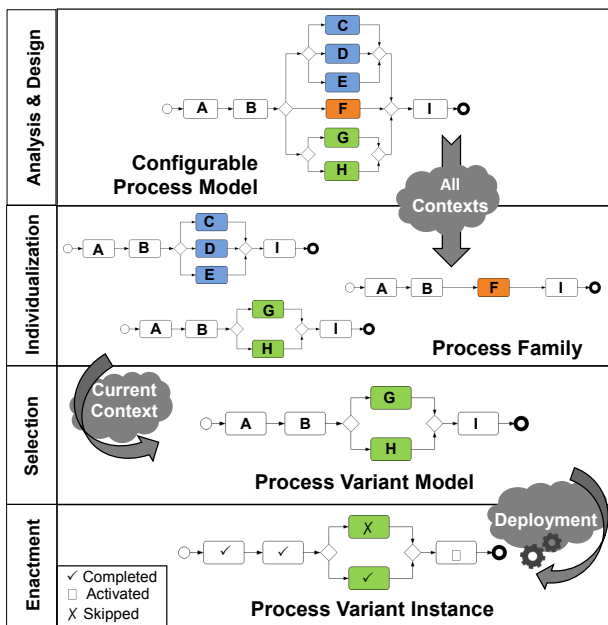 Analysis & Design
C
D
E
A
B
F
I
G
H
Configurable
Process Model
All
Contexts
Individualization
C
A
B
D
I
E
A
B
F
I
G
A
B
I
H
Process Family
Selection
Current
Context
G
A
B
I
H
Process Variant Model
Enactment
Deployment
✓ Completed
□ Activated
✗ Skipped
✗
✓
✓
□
✓
Process Variant Instance